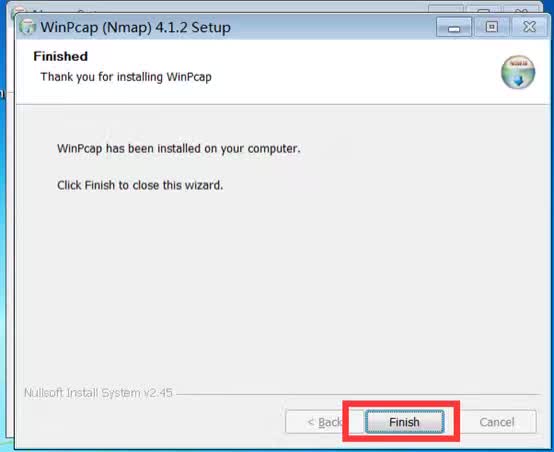 WinPcap (Nmap) 4.1.2 Setup
Finished
Thank you for installing WinPcap
WinPcap has been installed on your computer.
Click Finish to close this wizard.
Nullsoft Install System v2.45
< Back
Finish
Cancel